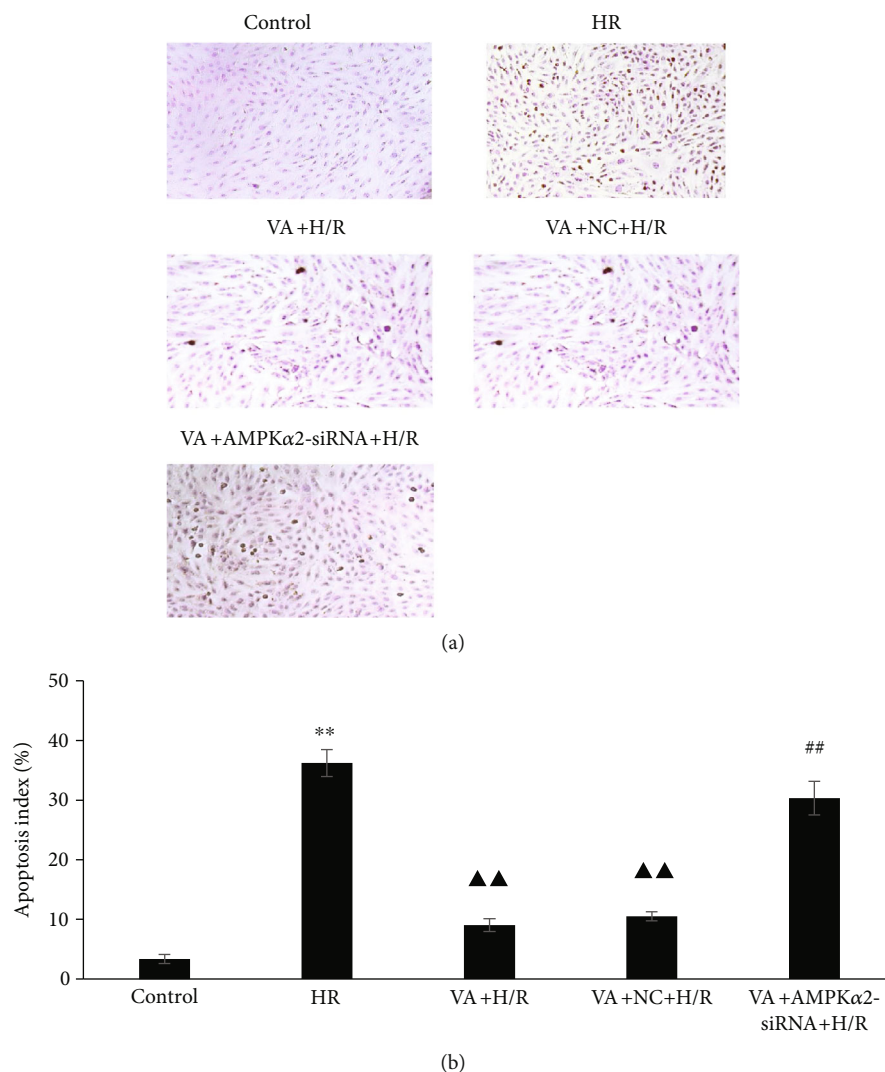 Control
HR
VA+H/R
VA+NC+H/R
VA+AMPKα2-siRNA+H/R
(a)
50
40
30
20
10
0
Apoptosis index (%)
**
▲▲
▲▲
##
Control
HR
VA+H/R
VA+NC+H/R
VA+AMPKα2-
siRNA+H/R
(b)